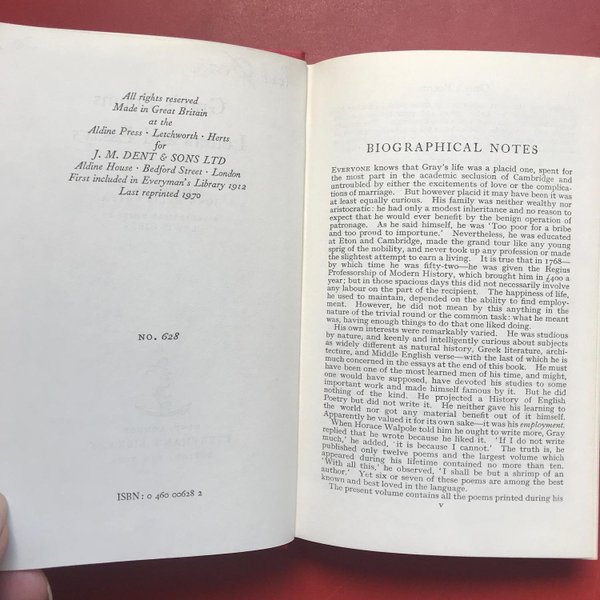 All rights reserved
Made in Great Britain
at the
Aldine Press · Letchworth · Herts
for
J. M. DENT & SONS LTD
Aldine House · Bedford Street · London
First included in Everyman's Library 1912
Last reprinted 1970
NO. 628
ISBN: 0 460 00628 2
BIOGRAPHICAL NOTES
EVERYONE knows that Gray's life was a placid one, spent for
the most part in the academic seclusion of Cambridge and
untroubled by either the excitements of love or the complica-
tions of marriage. But however placid it may have been it was
at least equally curious. His family was neither wealthy nor
aristocratic: he had only a modest inheritance and no reason to
expect that he would ever benefit by the benign operation of
patronage. As he said himself, he was 'Too poor for a bribe
and too proud to importune.' Nevertheless, he was educated
at Eton and Cambridge, made the grand tour like any young
sprig of the nobility, and never took up any profession or made
the slightest attempt to earn a living. It is true that in 1768—
by which time he was fifty-two—he was given the Regius
Professorship of Modern History, which brought him in £400 a
year; but in those spacious days this did not necessarily involve
any labour on the part of the recipient. The happiness of life,
he used to maintain, depended on the ability to find employ-
ment. However, he did not mean by this anything in the
nature of the trivial round or the common task: what he meant
was, having enough things to do that one liked doing.
His own interests were remarkably varied. He was studious
by nature, and keenly and intelligently curious about subjects
as widely different as natural history, Greek literature, archi-
tecture, and Middle English verse—with the last of which he is
much concerned in the essays at the end of this book. He must
have been one of the most learned men of his time, and might,
one would have supposed, have devoted his studies to some
important work and made himself famous by it. But he did
nothing of the kind. He projected a History of English
Poetry but did not write it. He neither gave his learning to
the world nor got any material benefit out of it himself.
Apparently he valued it for its own sake—it was his employment.
When Horace Walpole told him he ought to write more, Gray
replied that he wrote because he liked it. 'If I do not write
much,' he added, 'it is because I cannot.' The truth is, he
published only twelve poems and the largest volume which
appeared during his lifetime contained no more than ten.
'With all this,' he observed, 'I shall be but a shrimp of an
author.' Yet six or seven of these poems are among the best
known and best loved in the language.
The present volume contains all the poems printed during his
v